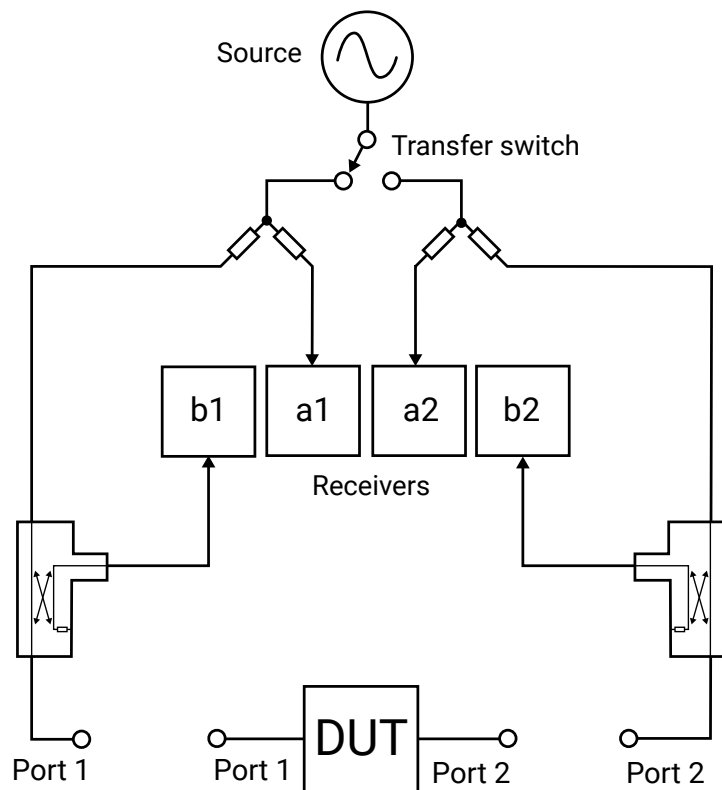 Source
Transfer switch
b1
a1
a2
b2
Receivers
DUT
Port 1
Port 1
Port 2
Port 2